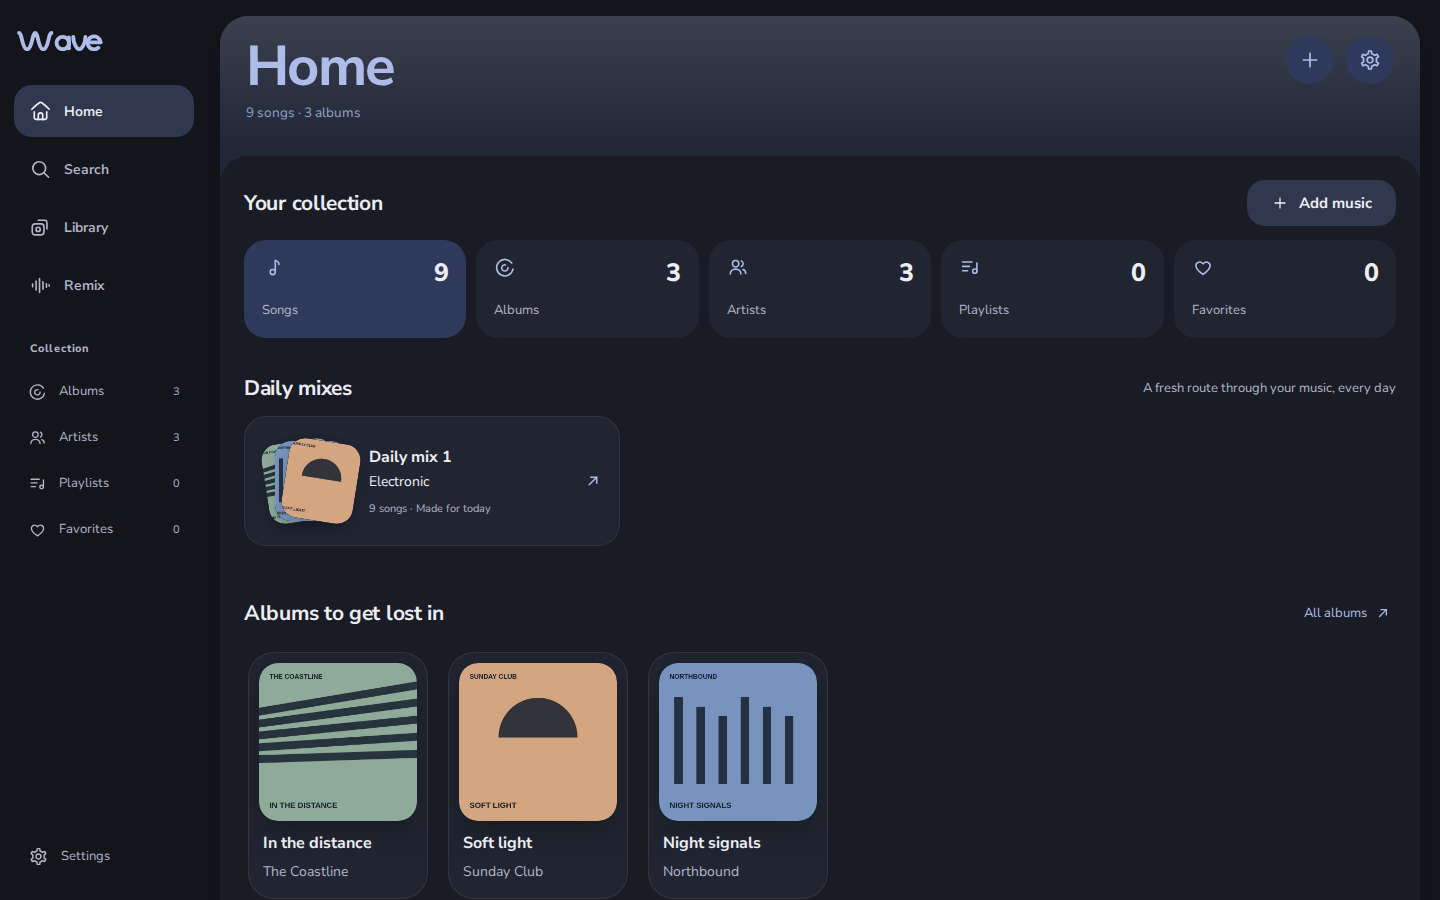 Wave
Home
Search
Library
Remix
Collection
Albums 3
Artists 3
Playlists 0
Favorites 0
Settings
Home
9 songs · 3 albums
Your collection
Add music
9
Songs
3
Albums
3
Artists
0
Playlists
0
Favorites
Daily mixes
A fresh route through your music, every day
Daily mix 1
Electronic
9 songs · Made for today
Albums to get lost in
All albums
THE COASTLINE
IN THE DISTANCE
In the distance
The Coastline
SUNDAY CLUB
SOFT LIGHT
Soft light
Sunday Club
NORTHBOUND
NIGHT SIGNALS
Night signals
Northbound